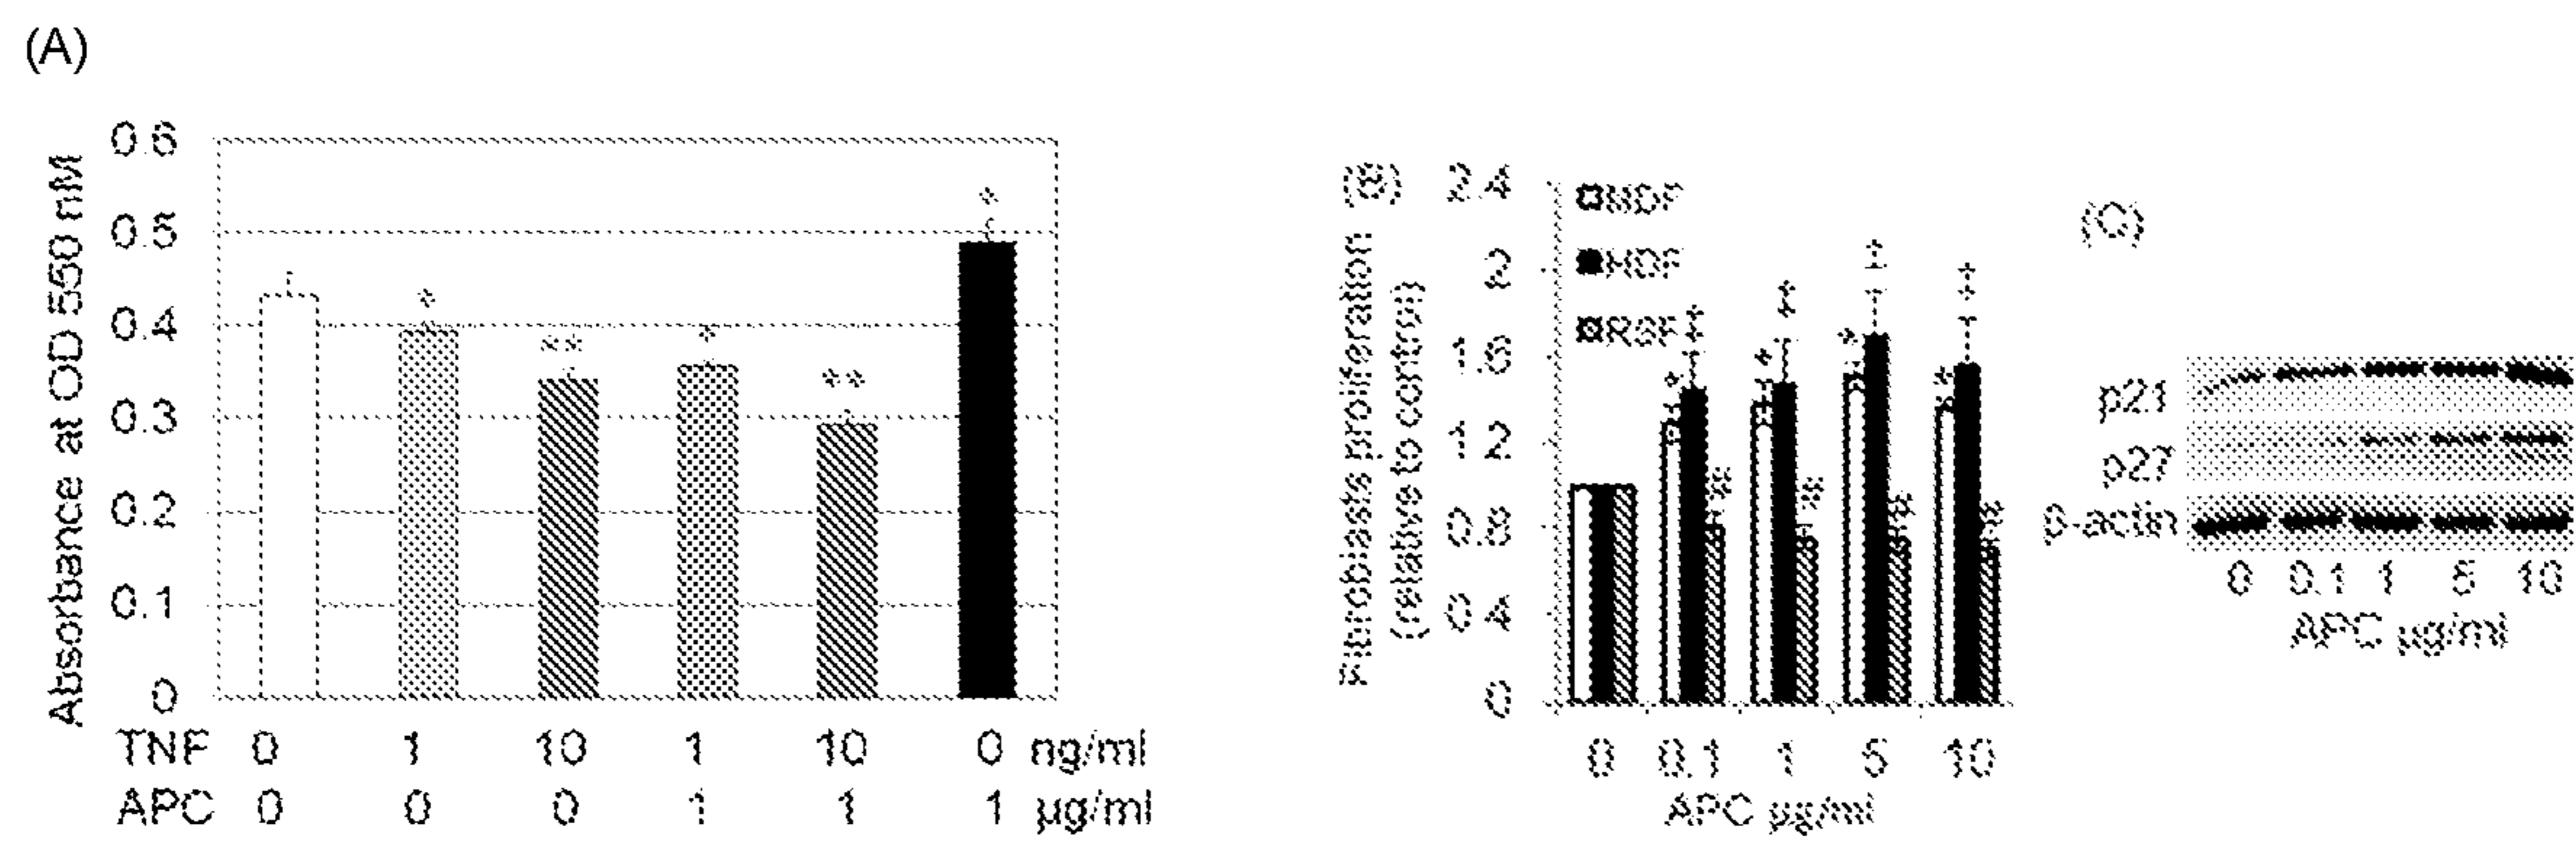 (A)
Absorbance at OD 550 nM
0.6
0.5
0.4
0.3
0.2
0.1
0
*
*
**
*
**
*
TNF 0 1 10 1 10 0 ng/ml
APC 0 0 0 1 1 1 µg/ml
(B)
Fibroblasts proliferation
(relative to control)
2.4
2
1.6
1.2
0.8
0.4
0
MDF
HDF
RSF
0 0.1 1 5 10
APC µg/ml
(C)
p21
p27
β-actin
0 0.1 1 5 10
APC µg/ml